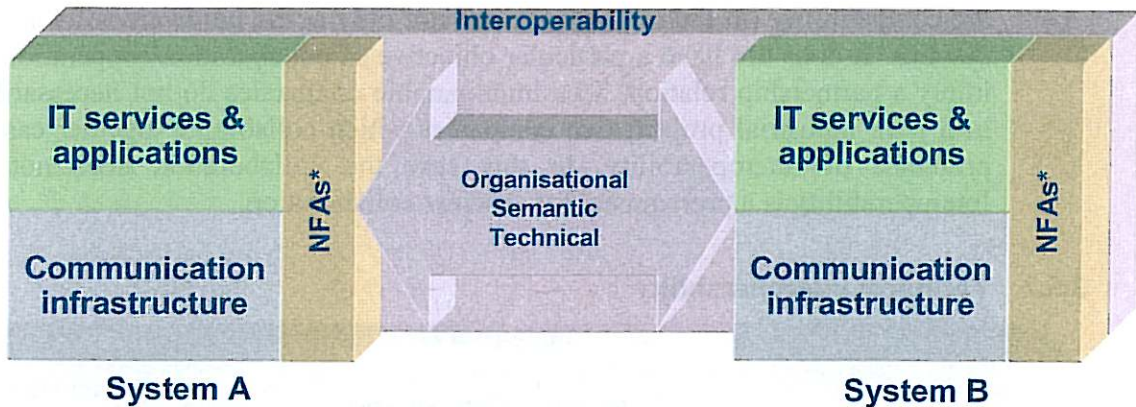 Interoperability
IT services &
applications
NFAs*
Communication
infrastructure
System A
Organisational
Semantic
Technical
IT services &
applications
NFAs*
Communication
infrastructure
System B